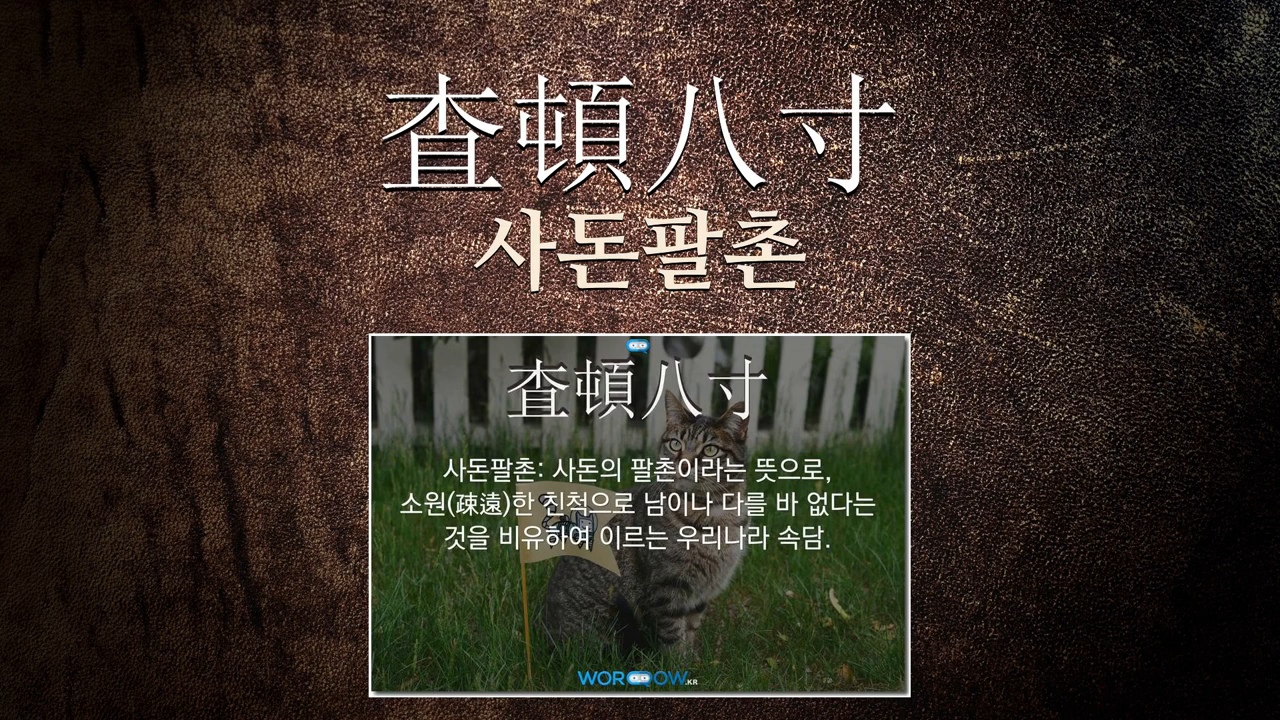 査頓八寸
사돈팔촌
査頓八寸
사돈팔촌: 사돈의 팔촌이라는 뜻으로,
소원(疎遠)한 친척으로 남이나 다를 바 없다는
것을 비유하여 이르는 우리나라 속담.
WORQOW.KR